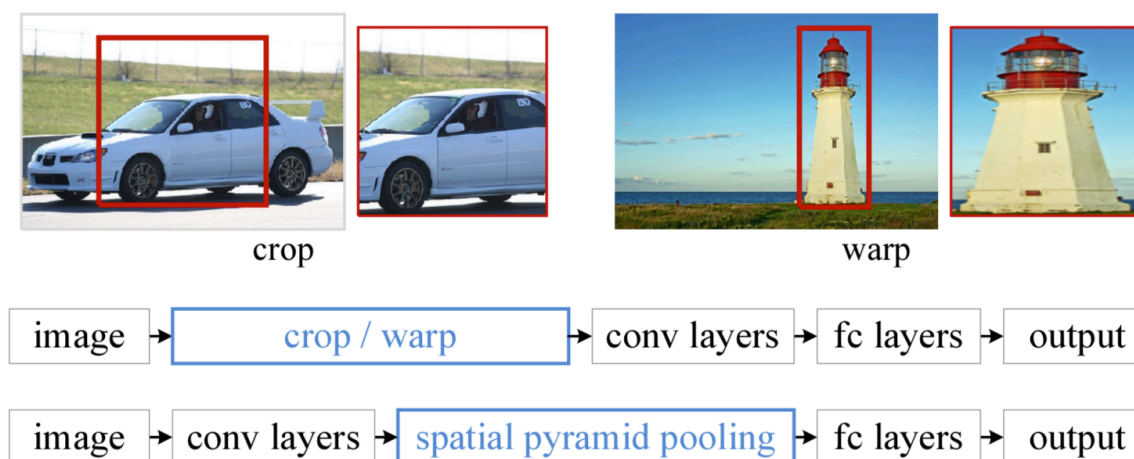 crop
warp
image crop / warp conv layers fc layers output
image conv layers spatial pyramid pooling fc layers output